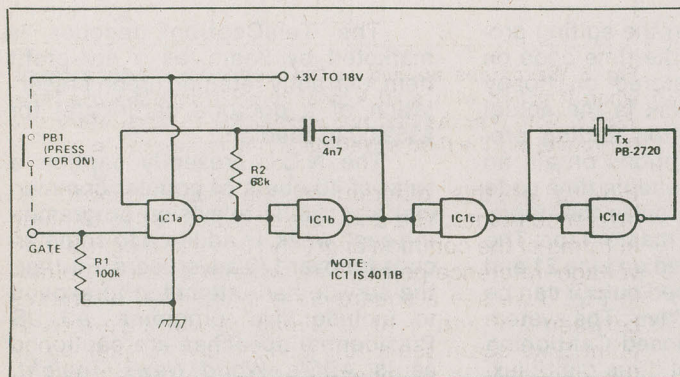 +3V TO 18V
PB1
(PRESS
FOR ON)
C1
4n7
R2
68k
Tx
PB-2720
IC1a
IC1b
IC1c
IC1d
GATE
R1
100k
NOTE:
IC1 IS 4011B